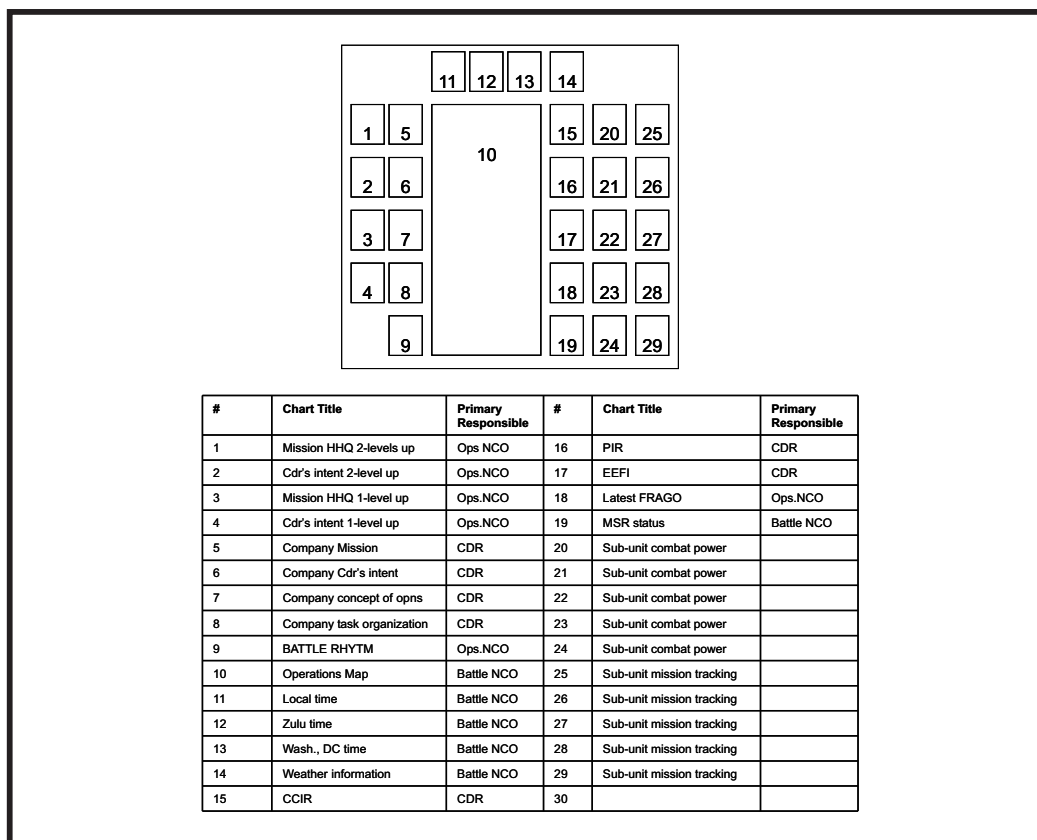 11 12 13 14
1 5 15 20 25
10
2 6 16 21 26
3 7 17 22 27
4 8 18 23 28
9 19 24 29
# Chart Title Primary Responsible # Chart Title Primary Responsible
1 Mission HHQ 2-levels up Ops NCO 16 PIR CDR
2 Cdr's intent 2-level up Ops.NCO 17 EEFI CDR
3 Mission HHQ 1-level up Ops.NCO 18 Latest FRAGO Ops.NCO
4 Cdr's intent 1-level up Ops.NCO 19 MSR status Battle NCO
5 Company Mission CDR 20 Sub-unit combat power
6 Company Cdr's intent CDR 21 Sub-unit combat power
7 Company concept of opns CDR 22 Sub-unit combat power
8 Company task organization CDR 23 Sub-unit combat power
9 BATTLE RHYTM Ops.NCO 24 Sub-unit combat power
10 Operations Map Battle NCO 25 Sub-unit mission tracking
11 Local time Battle NCO 26 Sub-unit mission tracking
12 Zulu time Battle NCO 27 Sub-unit mission tracking
13 Wash., DC time Battle NCO 28 Sub-unit mission tracking
14 Weather information Battle NCO 29 Sub-unit mission tracking
15 CCIR CDR 30